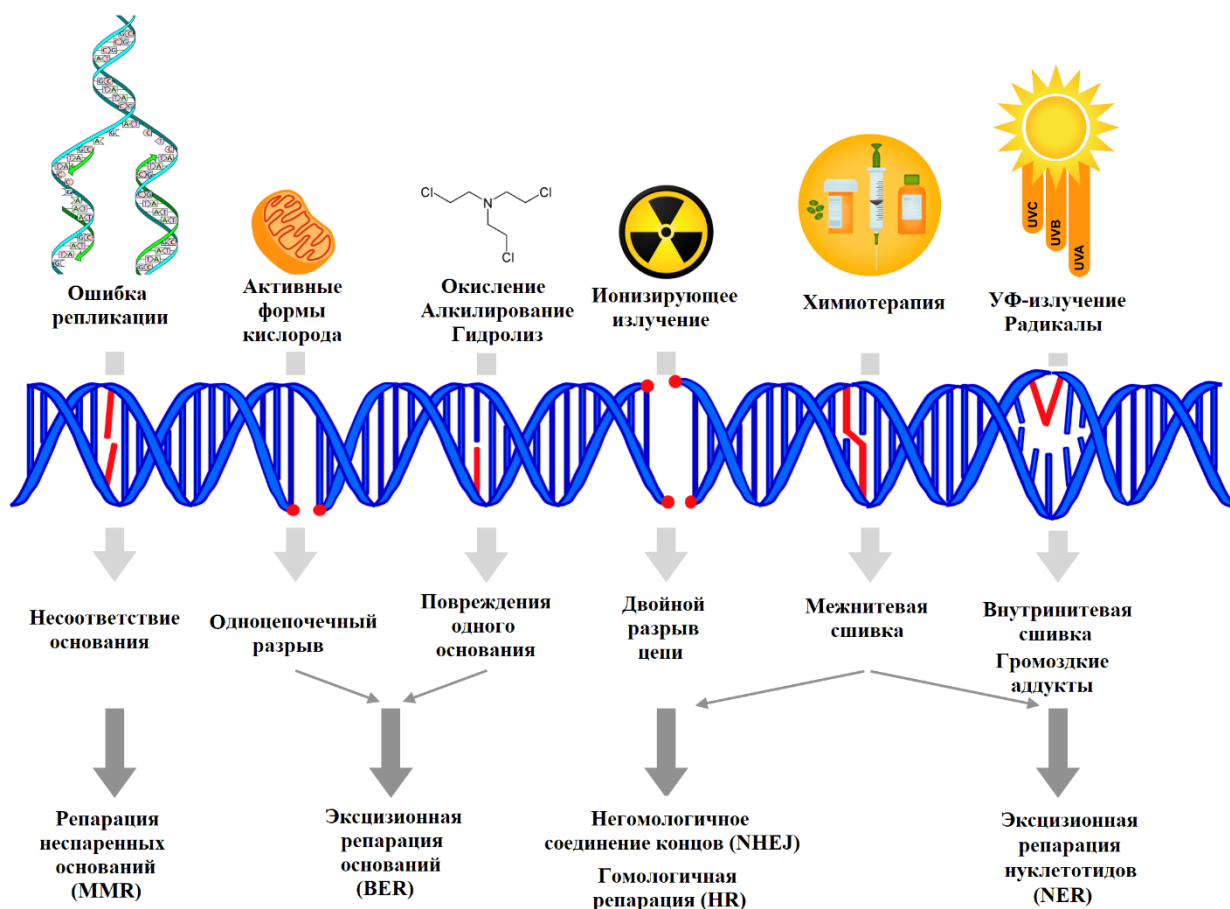 Cl
Cl
N
Cl
UVC
UVB
UVA
Ошибка
репликации
Активные
формы
кислорода
Окисление
Алкилирование
Гидролиз
Ионизирующее
излучение
Химиотерапия
УФ-излучение
Радикалы
Несоответствие
основания
Одноцепочечный
разрыв
Повреждения
одного
основания
Двойной
разрыв
цепи
Межнитевая
сшивка
Внутринитевая
сшивка
Громоздкие
аддукты
Репарация
неспаренных
оснований
(MMR)
Эксцизионная
репарация
оснований
(BER)
Негомологичное
соединение концов (NHEJ)
Гомологичная
репарация (HR)
Эксцизионная
репарация
нуклетотидов
(NER)